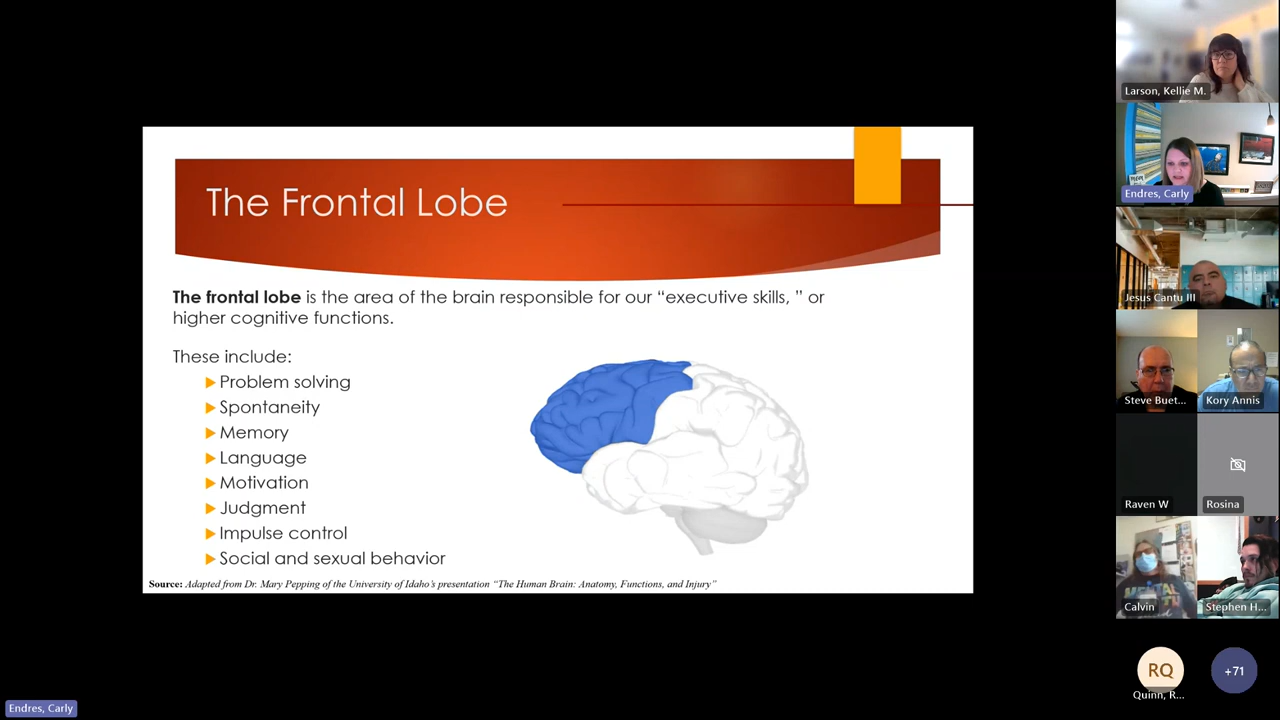 The Frontal Lobe
The frontal lobe is the area of the brain responsible for our “executive skills, ” or
higher cognitive functions.
These include:
Problem solving
Spontaneity
Memory
Language
Motivation
Judgment
Impulse control
Social and sexual behavior
Source: Adapted from Dr. Mary Pepping of the University of Idaho’s presentation “The Human Brain: Anatomy, Functions, and Injury”
Larson, Kellie M.
Endres, Carly
Jesus Cantu III
Steve Buet...
Kory Annis
Raven W
Rosina
Calvin
Stephen H...
RQ
+71
Quinn, R...
Endres, Carly